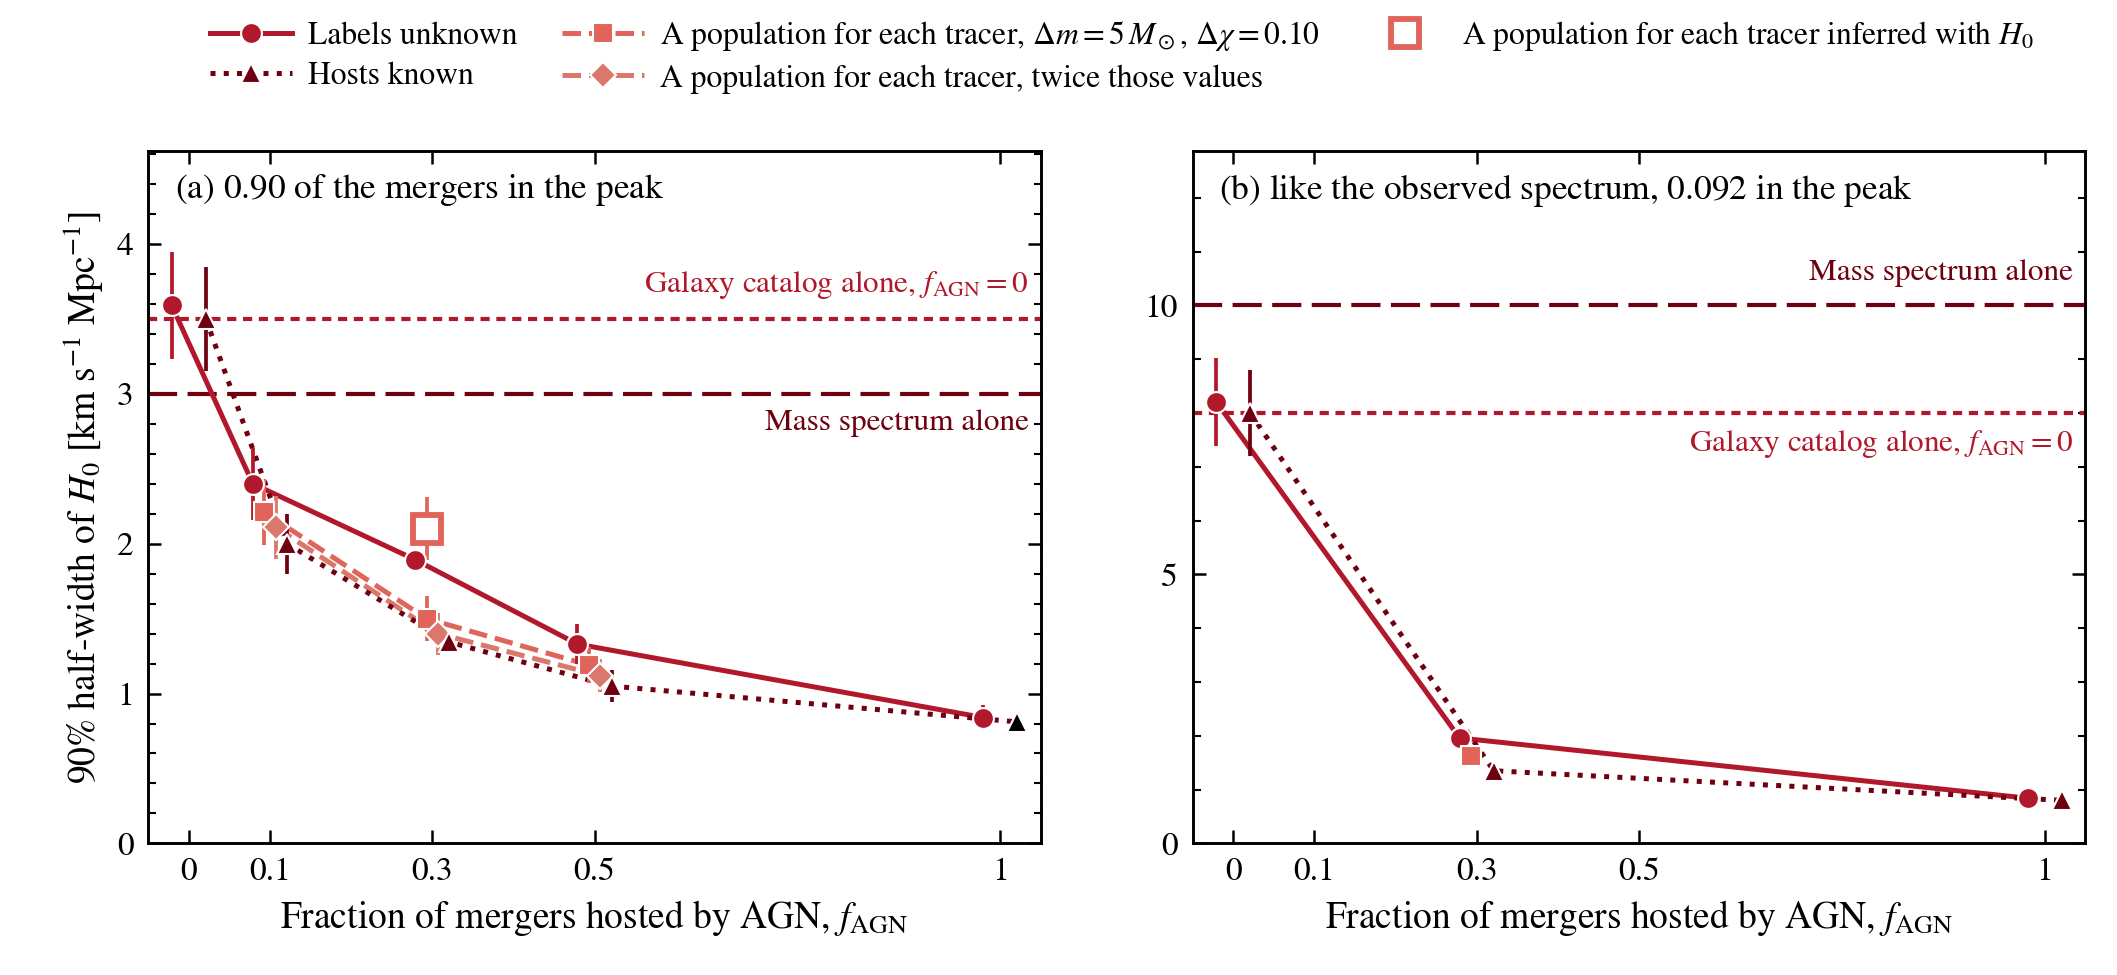 Labels unknown
Hosts known
A population for each tracer, Δm = 5 M⊙, Δχ = 0.10
A population for each tracer, twice those values
A population for each tracer inferred with H₀
90% half-width of H₀ [km s⁻¹ Mpc⁻¹]
(a) 0.90 of the mergers in the peak
Galaxy catalog alone, f_AGN = 0
Mass spectrum alone
4
3
2
1
0
0 0.1 0.3 0.5 1
Fraction of mergers hosted by AGN, f_AGN
(b) like the observed spectrum, 0.092 in the peak
Mass spectrum alone
Galaxy catalog alone, f_AGN = 0
10
5
0
0 0.1 0.3 0.5 1
Fraction of mergers hosted by AGN, f_AGN